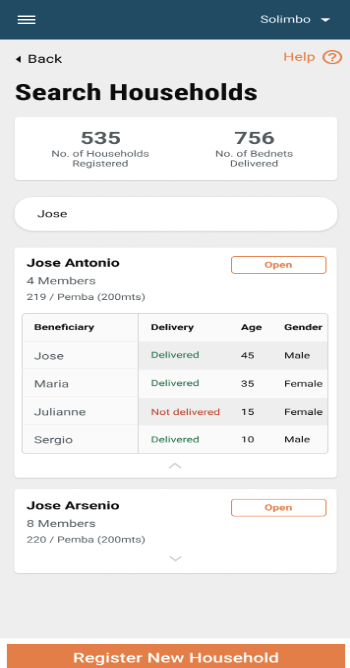 Solimbo
Back
Help ?
Search Households
535 756
No. of Households No. of Bednets
Registered Delivered
Jose
Jose Antonio Open
4 Members
219 / Pemba (200mts)
Beneficiary Delivery Age Gender
Jose Delivered 45 Male
Maria Delivered 35 Female
Julianne Not delivered 15 Female
Sergio Delivered 10 Male
Jose Arsenio Open
8 Members
220 / Pemba (200mts)
Register New Household